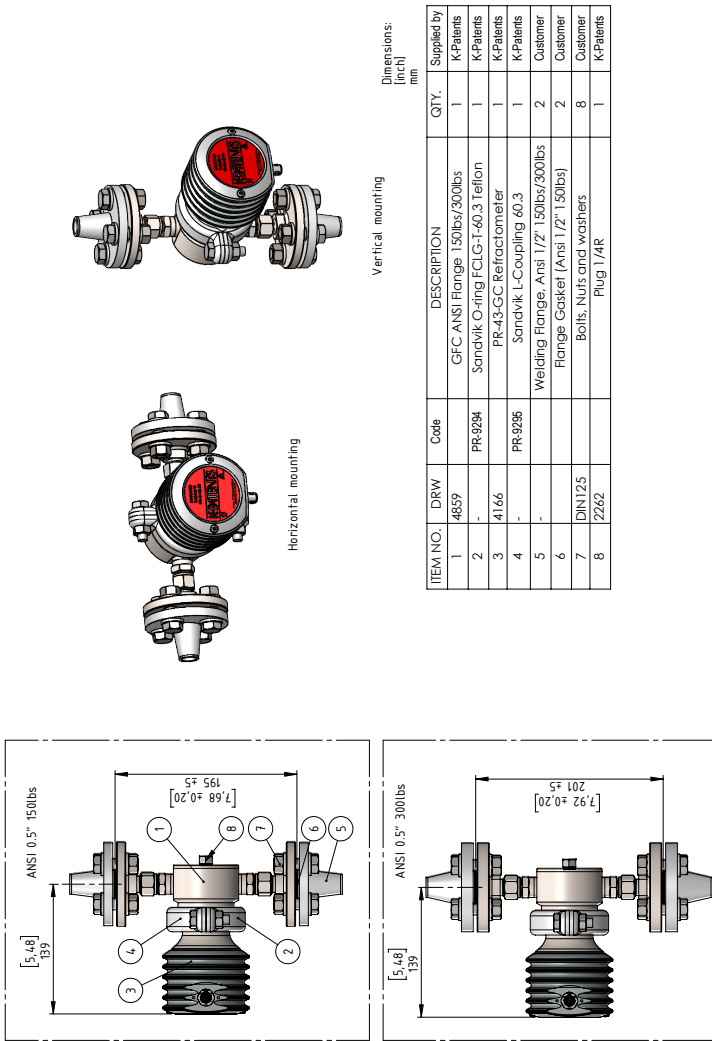 ANSI 0.5" 150lbs
[5,48]
139
[7,68 ±0,20]
195 ±5
1
2
3
4
5
6
7
8
ANSI 0.5" 300lbs
[5,48]
139
[7,92 ±0,20]
201 ±5
Horizontal mounting
Vertical mounting
Dimensions:
[inch]
mm
ITEM NO. DRW Code DESCRIPTION QTY. Supplied by
1 4859 GFC ANSI Flange 150lbs/300lbs 1 K-Patents
2 - PR-9294 Sandvik O-ring FCLG-T-60.3 Teflon 1 K-Patents
3 4166 PR-43-GC Refractometer 1 K-Patents
4 - PR-9295 Sandvik L-Coupling 60.3 1 K-Patents
5 - Welding Flange, Ansi 1/2" 150lbs/300lbs 2 Customer
6 Flange Gasket (Ansi 1/2" 150lbs) 2 Customer
7 DIN125 Bolts, Nuts and washers 8 Customer
8 2262 Plug 1/4R 1 K-Patents